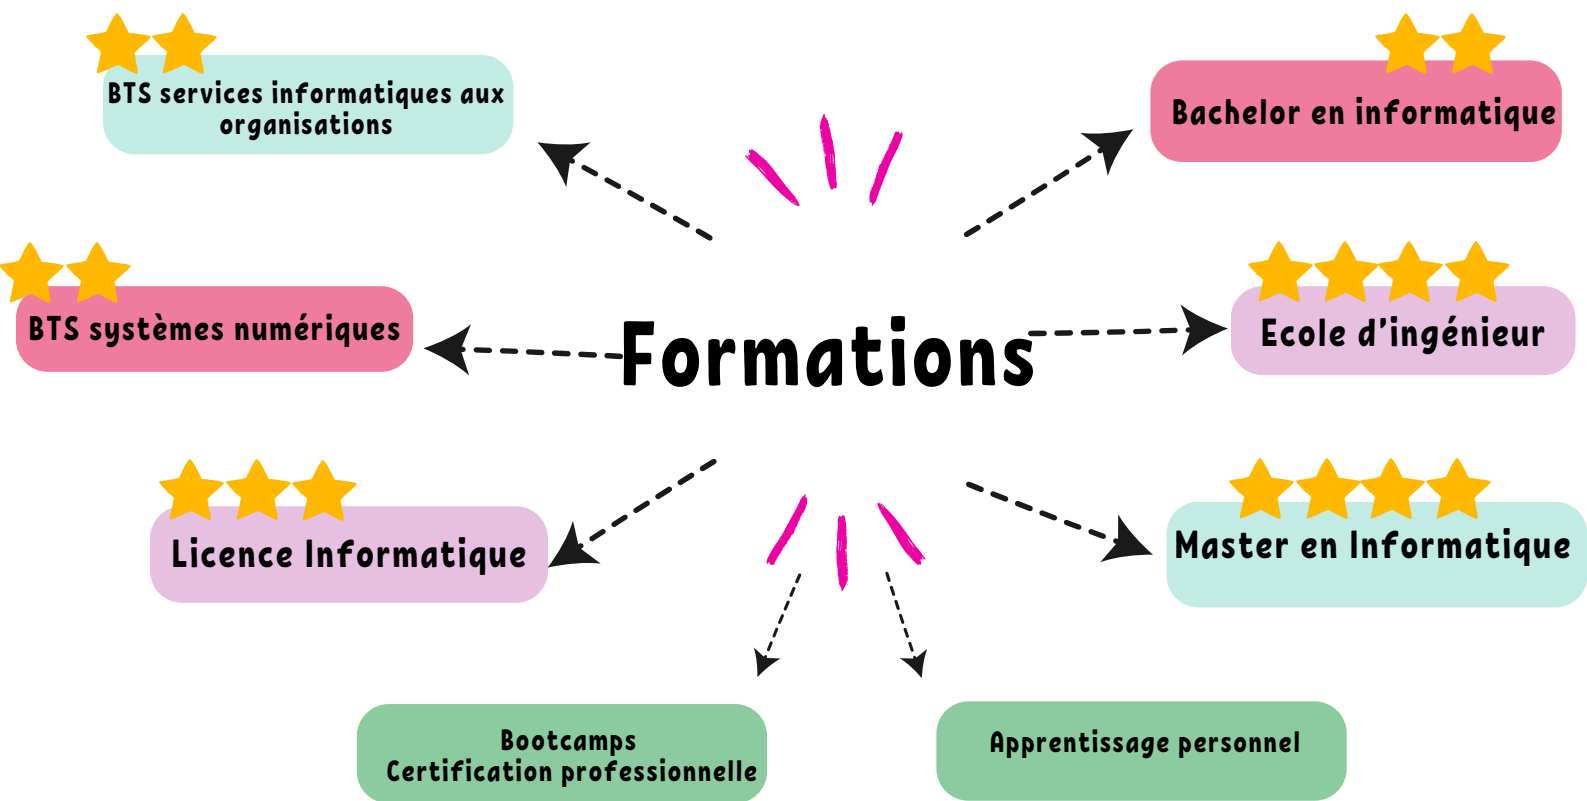 BTS services informatiques aux
organisations
Bachelor en informatique
BTS systèmes numériques
Formations
Ecole d'ingénieur
Licence Informatique
Master en Informatique
Bootcamps
Certification professionnelle
Apprentissage personnel